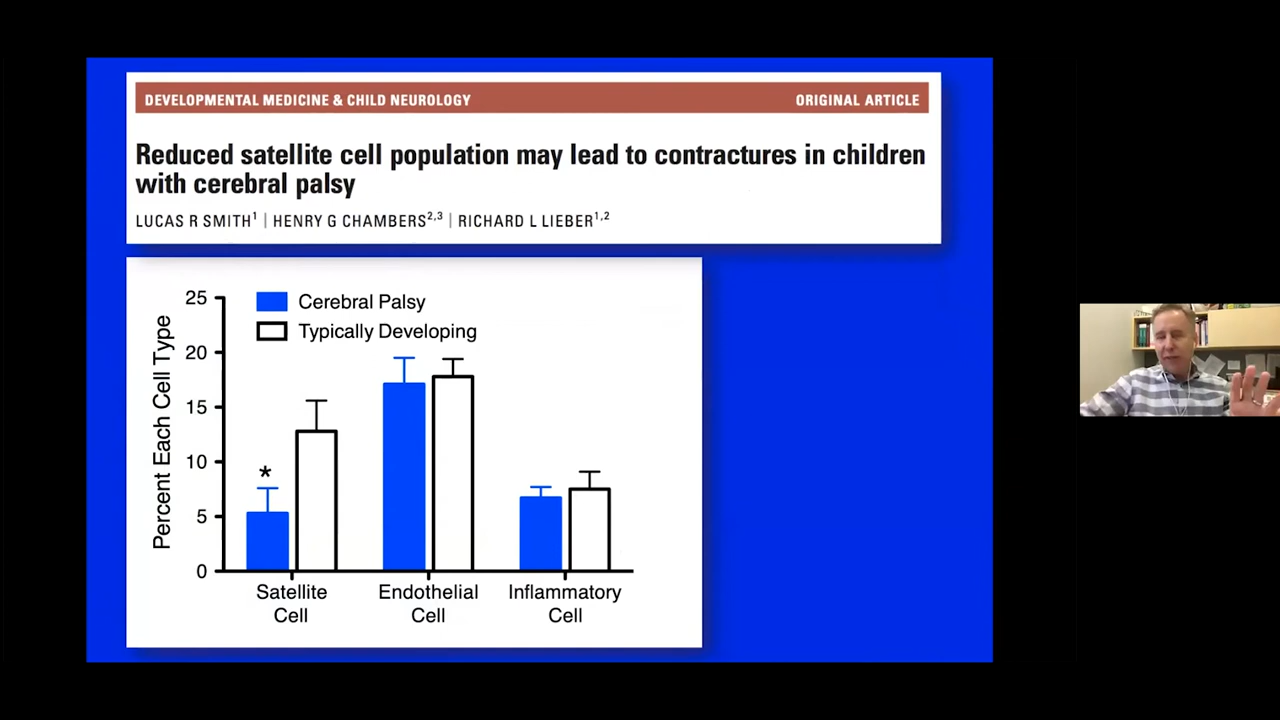 DEVELOPMENTAL MEDICINE & CHILD NEUROLOGY ORIGINAL ARTICLE
Reduced satellite cell population may lead to contractures in children
with cerebral palsy
LUCAS R SMITH¹ | HENRY G CHAMBERS²,³ | RICHARD L LIEBER¹,²
Percent Each Cell Type
25
20
15
10
5
0
Cerebral Palsy
Typically Developing
*
Satellite
Cell
Endothelial
Cell
Inflammatory
Cell